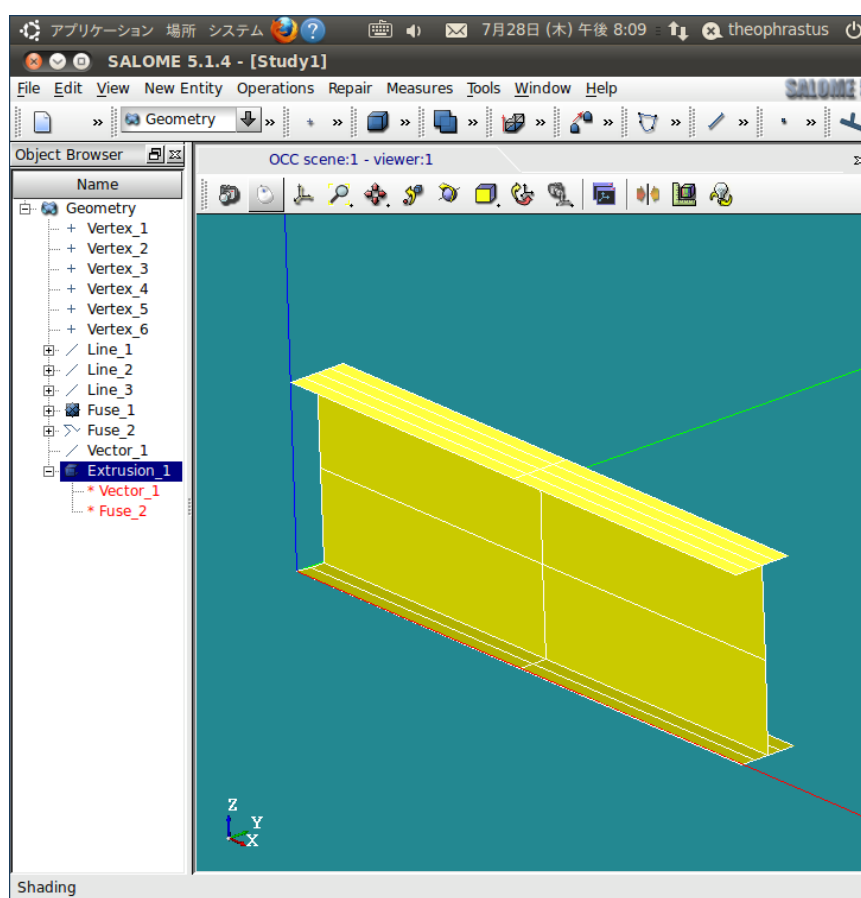 アプリケーション 場所 システム 7月28日 (木) 午後 8:09 theophrastus
SALOME 5.1.4 - [Study1]
File Edit View New Entity Operations Repair Measures Tools Window Help SALOME
» Geometry » » » » » » » » »
Object Browser
OCC scene:1 - viewer:1
Name
Geometry
Vertex_1
Vertex_2
Vertex_3
Vertex_4
Vertex_5
Vertex_6
Line_1
Line_2
Line_3
Fuse_1
Fuse_2
Vector_1
Extrusion_1
* Vector_1
* Fuse_2
Z
Y
X
Shading